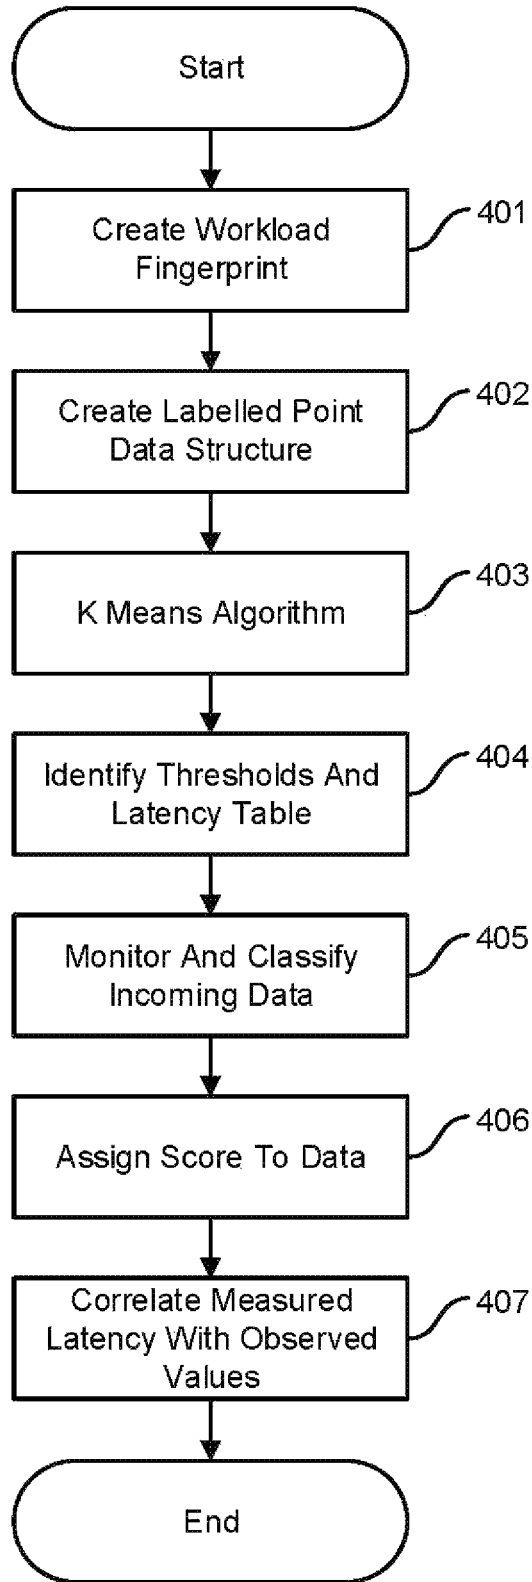 Start
Create Workload
Fingerprint
401
Create Labelled Point
Data Structure
402
K Means Algorithm
403
Identify Thresholds And
Latency Table
404
Monitor And Classify
Incoming Data
405
Assign Score To Data
406
Correlate Measured
Latency With Observed
Values
407
End